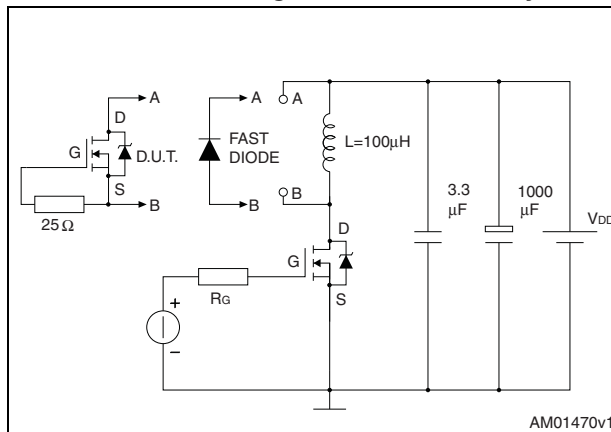 A
D
G
D.U.T.
S
B
25Ω
A
FAST
DIODE
B
A
L=100μH
B
D
G
S
RG
+
–
3.3
μF
1000
μF
VDD
AM01470v1